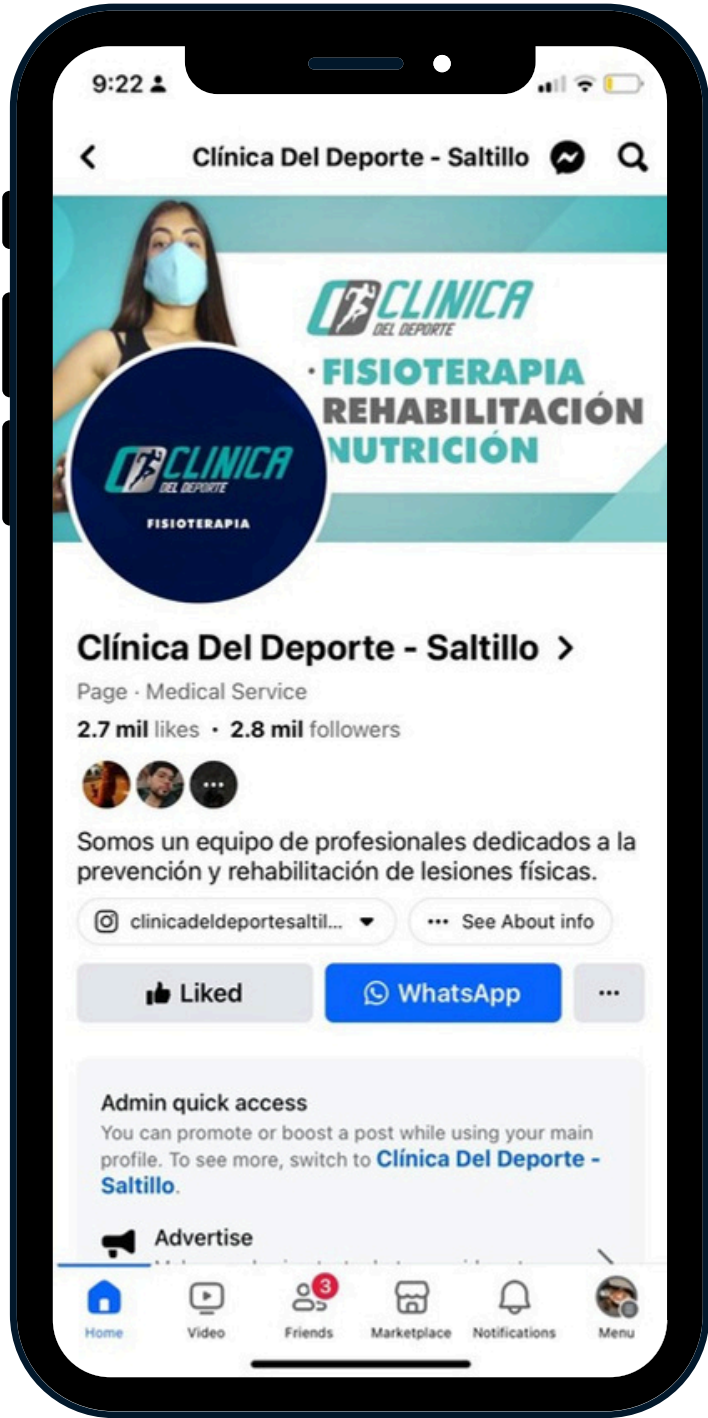 9:22
Clínica Del Deporte - Saltillo
CLINICA
DEL DEPORTE
· FISIOTERAPIA
REHABILITACIÓN
NUTRICIÓN
CLINICA
DEL DEPORTE
FISIOTERAPIA
Clínica Del Deporte - Saltillo
Page · Medical Service
2.7 mil likes · 2.8 mil followers
Somos un equipo de profesionales dedicados a la
prevención y rehabilitación de lesiones físicas.
clinicadeldeportesaltil...
··· See About info
Liked
WhatsApp
···
Admin quick access
You can promote or boost a post while using your main
profile. To see more, switch to Clínica Del Deporte -
Saltillo.
Advertise
3
Home Video Friends Marketplace Notifications Menu